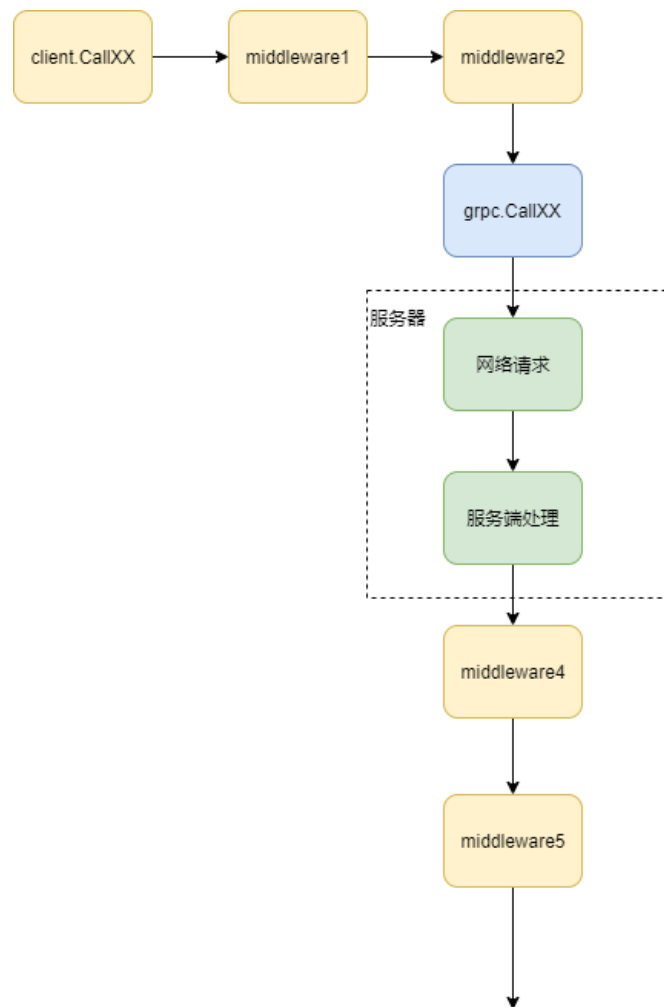 client.CallXX
middleware1
middleware2
grpc.CallXX
服务器
网络请求
服务端处理
middleware4
middleware5